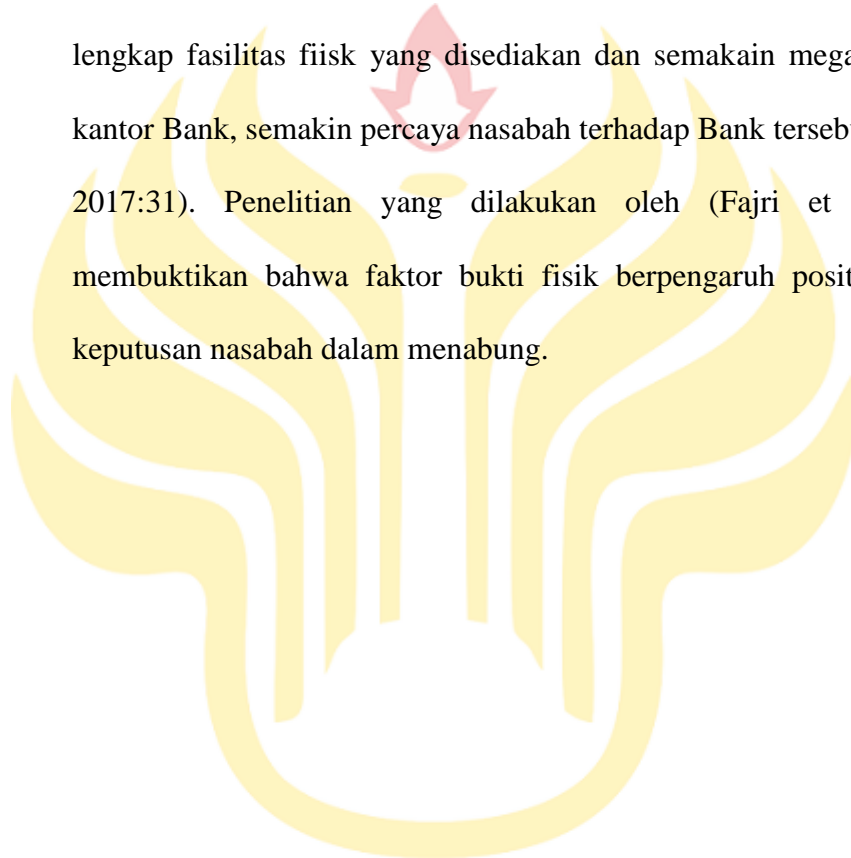 lengkap fasilitas fiisk yang disediakan dan semakain mega
kantor Bank, semakin percaya nasabah terhadap Bank terseb
2017:31). Penelitian yang dilakukan oleh (Fajri et
membuktikan bahwa faktor bukti fisik berpengaruh posit
keputusan nasabah dalam menabung.